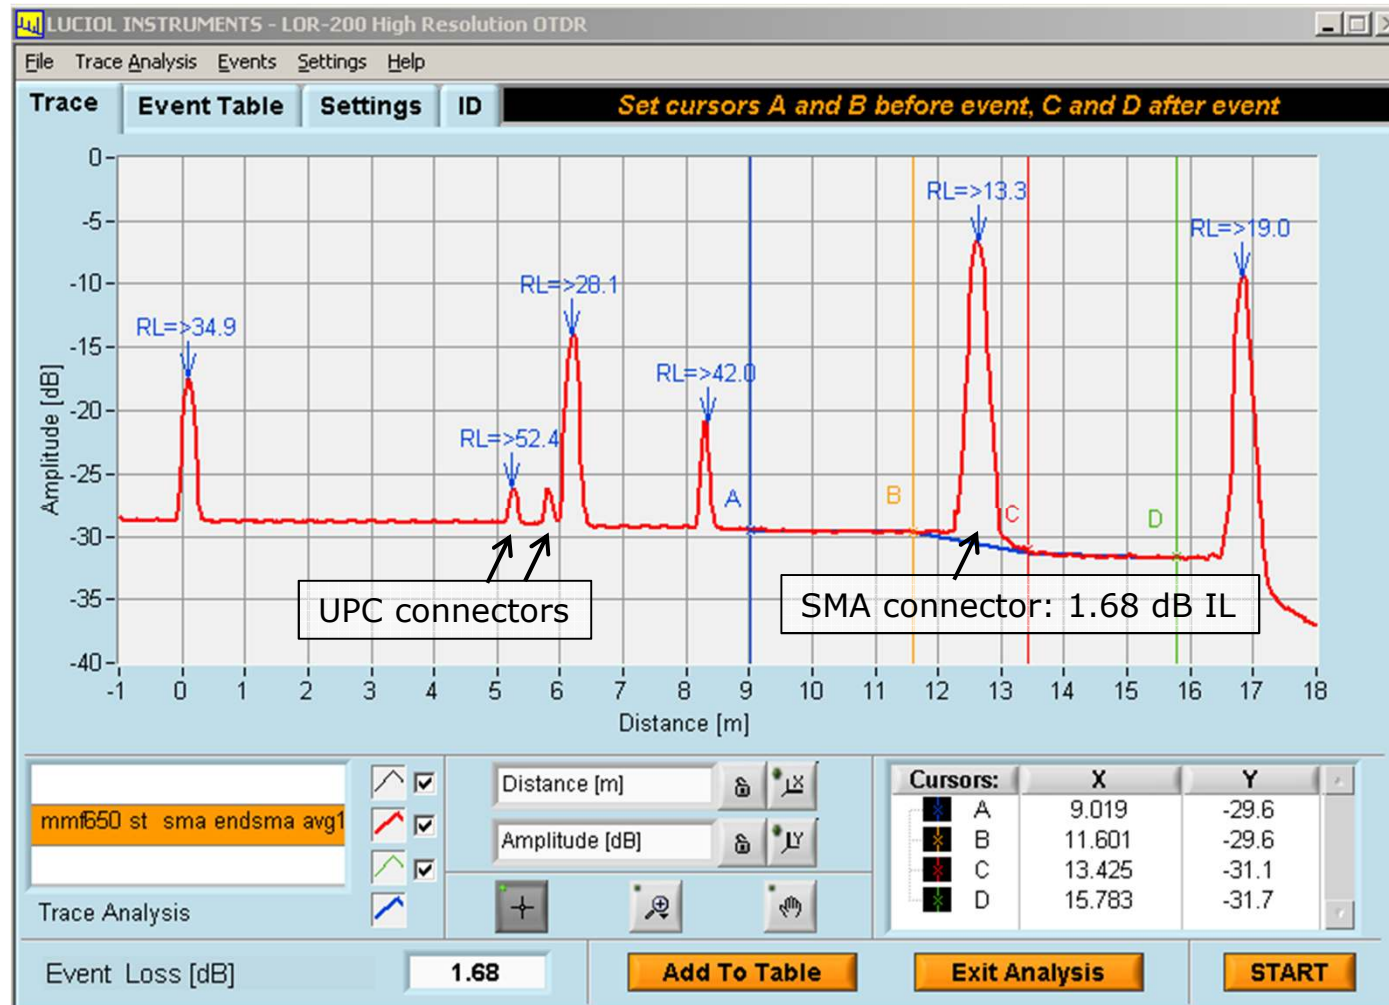 LUCIOL INSTRUMENTS - LOR-200 High Resolution OTDR
File Trace Analysis Events Settings Help
Trace Event Table Settings ID Set cursors A and B before event, C and D after event
0
-5
-10
-15
-20
-25
-30
-35
-40
Amplitude [dB]
RL=>34.9
RL=>52.4
RL=>28.1
RL=>42.0
RL=>13.3
RL=>19.0
A
B
C
D
UPC connectors
SMA connector: 1.68 dB IL
-1 0 1 2 3 4 5 6 7 8 9 10 11 12 13 14 15 16 17 18
Distance [m]
mmf650 st sma endsma avg1
Trace Analysis
Distance [m]
Amplitude [dB]
X
Y
Cursors: X Y
A 9.019 -29.6
B 11.601 -29.6
C 13.425 -31.1
D 15.783 -31.7
Event Loss [dB] 1.68 Add To Table Exit Analysis START